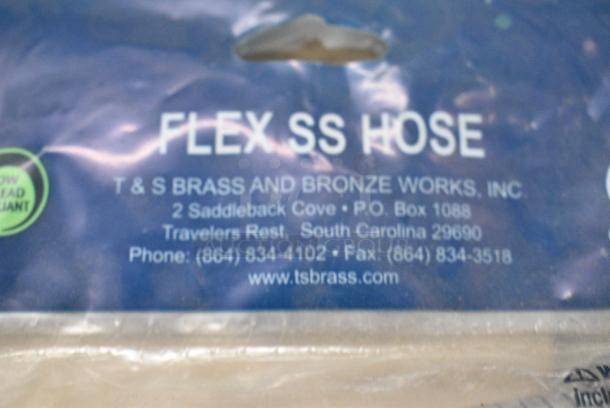 FLEX SS HOSE
T & S BRASS AND BRONZE WORKS, INC.
2 Saddleback Cove • P.O. Box 1088
Travelers Rest, South Carolina 29690
Phone: (864) 834-4102 • Fax: (864) 834-3518
www.tsbrass.com